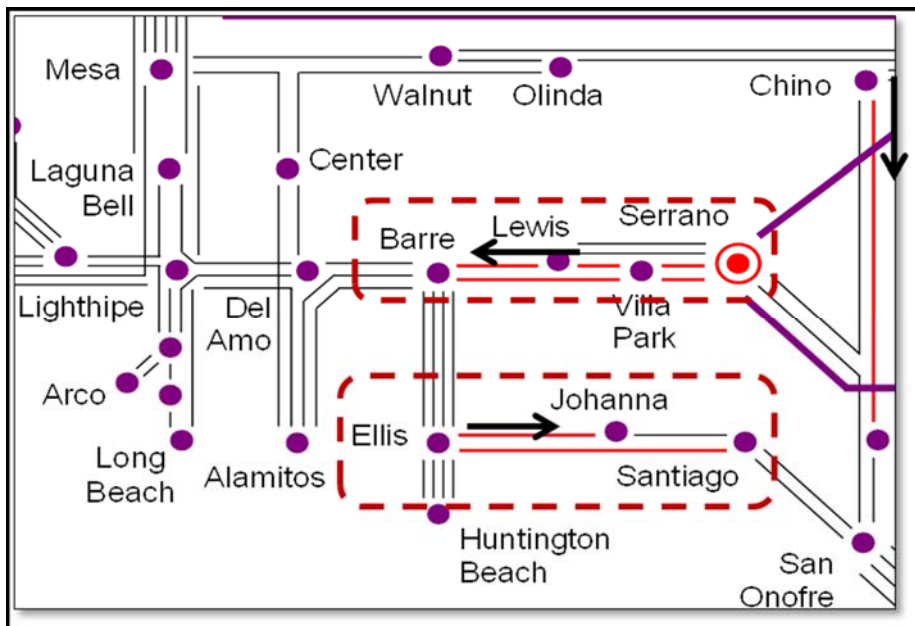 Mesa
Walnut
Olinda
Chino
Laguna
Bell
Center
Serrano
Lewis
Barre
Lighthipe
Del
Amo
Villa
Park
Arco
Johanna
Ellis
Long
Beach
Alamitos
Santiago
Huntington
Beach
San
Onofre